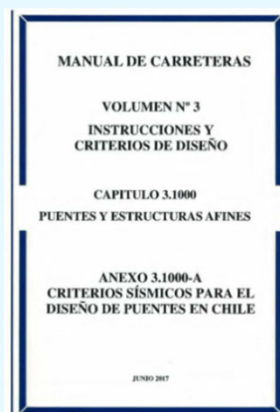 MANUAL DE CARRETERAS
VOLUMEN Nº 3
INSTRUCCIONES Y
CRITERIOS DE DISEÑO
CAPITULO 3.1000
PUENTES Y ESTRUCTURAS AFINES
ANEXO 3.1000-A
CRITERIOS SÍSMICOS PARA EL
DISEÑO DE PUENTES EN CHILE
JUNIO 2017